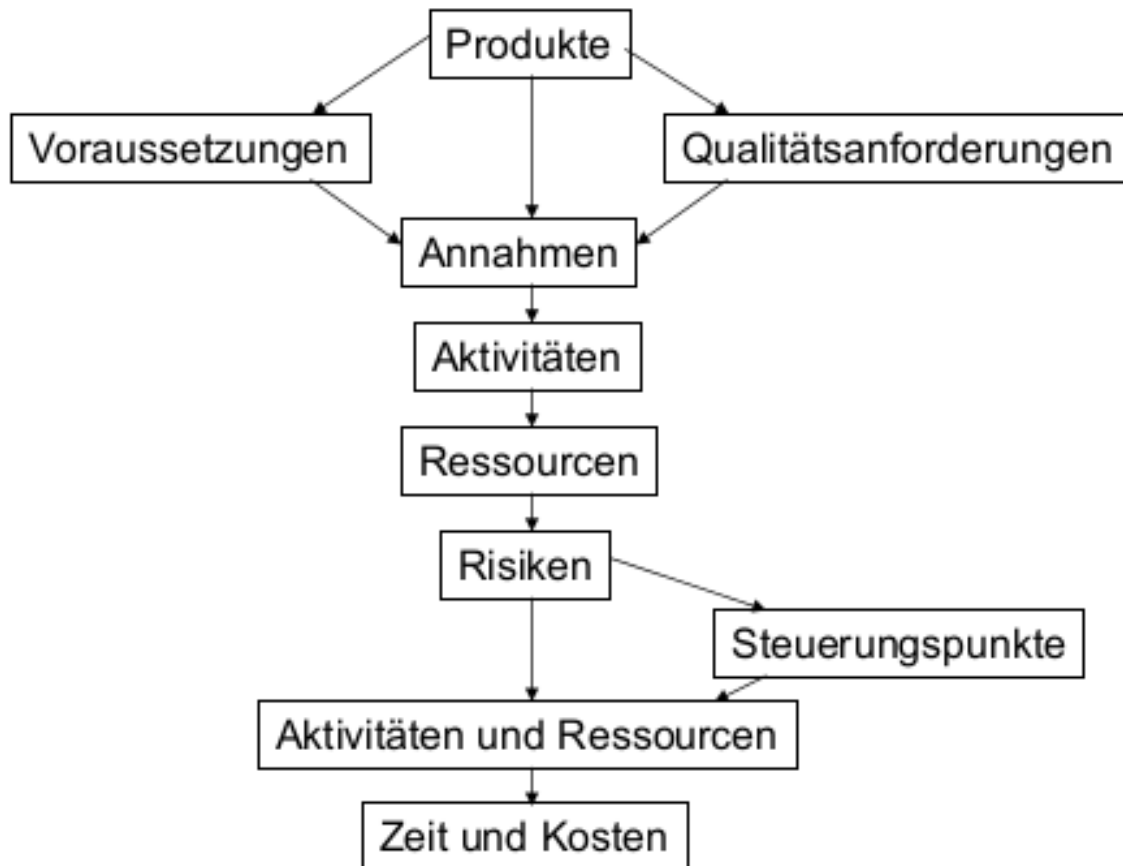 Produkte
Voraussetzungen
Qualitätsanforderungen
Annahmen
Aktivitäten
Ressourcen
Risiken
Steuerungspunkte
Aktivitäten und Ressourcen
Zeit und Kosten